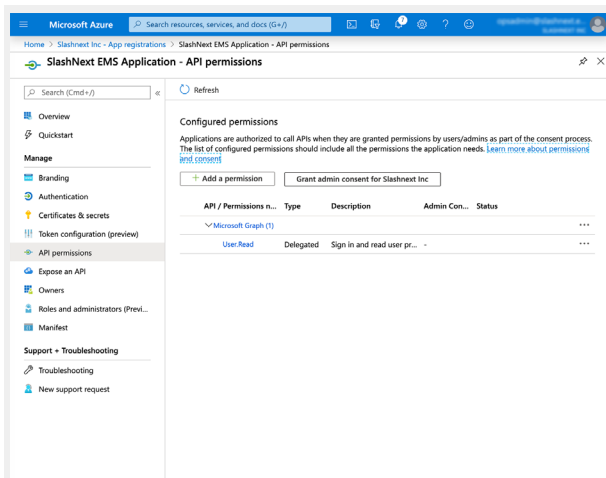 Microsoft Azure
Search resources, services, and docs (G+/)
Home > Slashnext Inc - App registrations > SlashNext EMS Application - API permissions
SlashNext EMS Application - API permissions
Search (Cmd+/)
«
Refresh
Overview
Quickstart
Manage
Branding
Authentication
Certificates & secrets
Token configuration (preview)
API permissions
Expose an API
Owners
Roles and administrators (Previ...
Manifest
Support + Troubleshooting
Troubleshooting
New support request
Configured permissions
Applications are authorized to call APIs when they are granted permissions by users/admins as part of the consent process.
The list of configured permissions should include all the permissions the application needs. Learn more about permissions
and consent
+ Add a permission
Grant admin consent for Slashnext Inc
API / Permissions n... Type Description Admin Con... Status
Microsoft Graph (1) ...
User.Read Delegated Sign in and read user pr... - ...